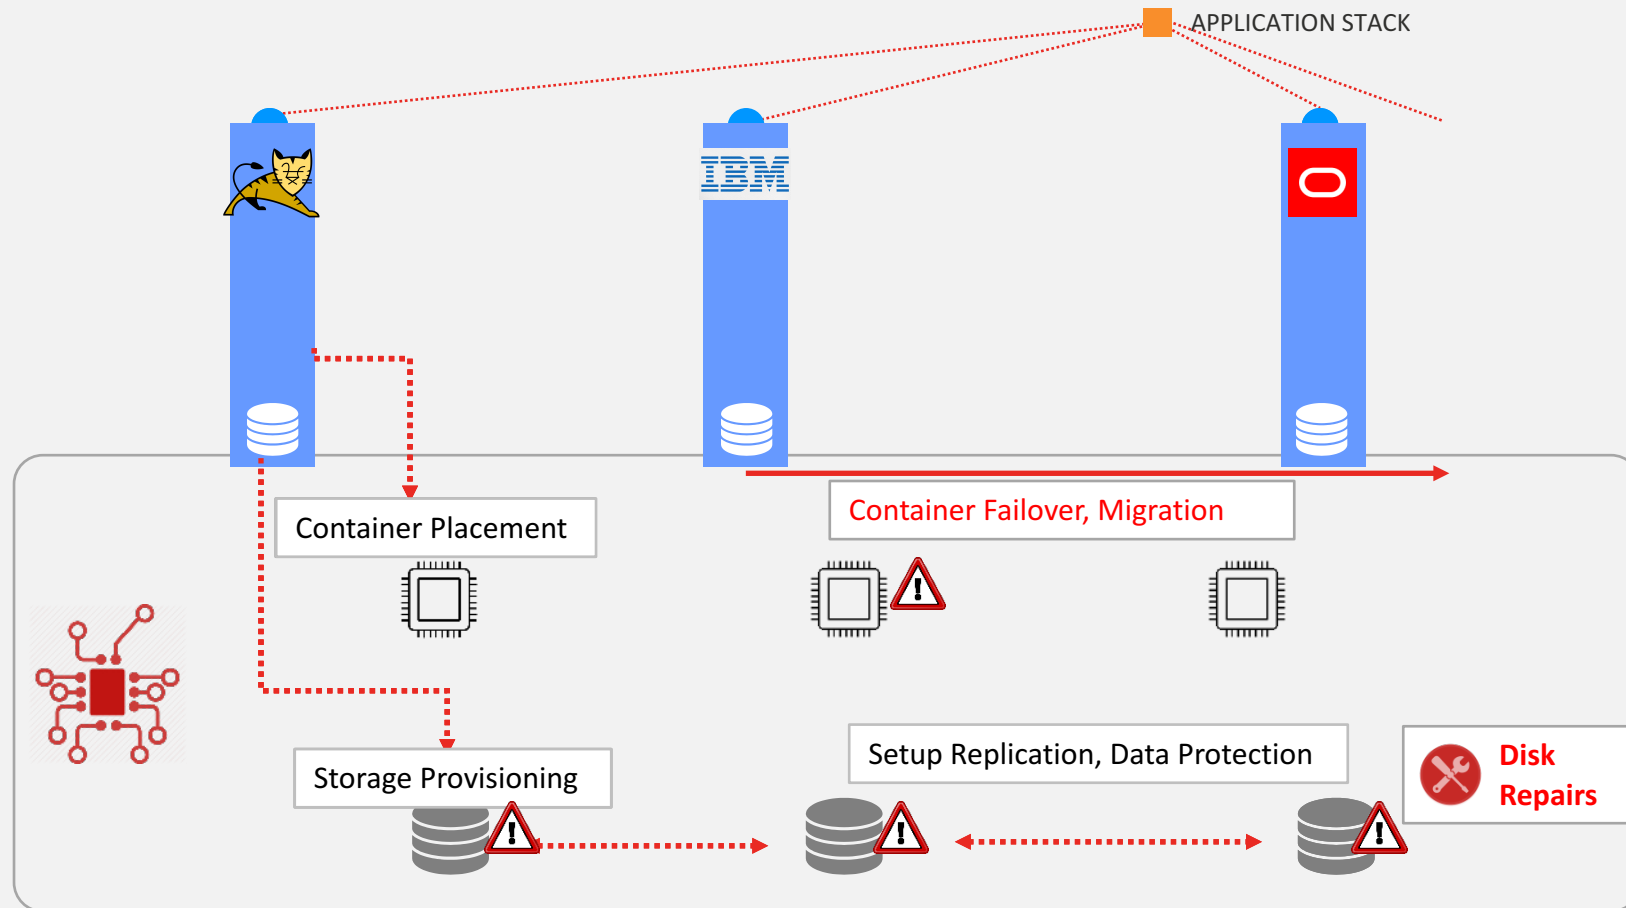 APPLICATION STACK
IBM
Container Placement
Container Failover, Migration
Storage Provisioning
Setup Replication, Data Protection
Disk
Repairs